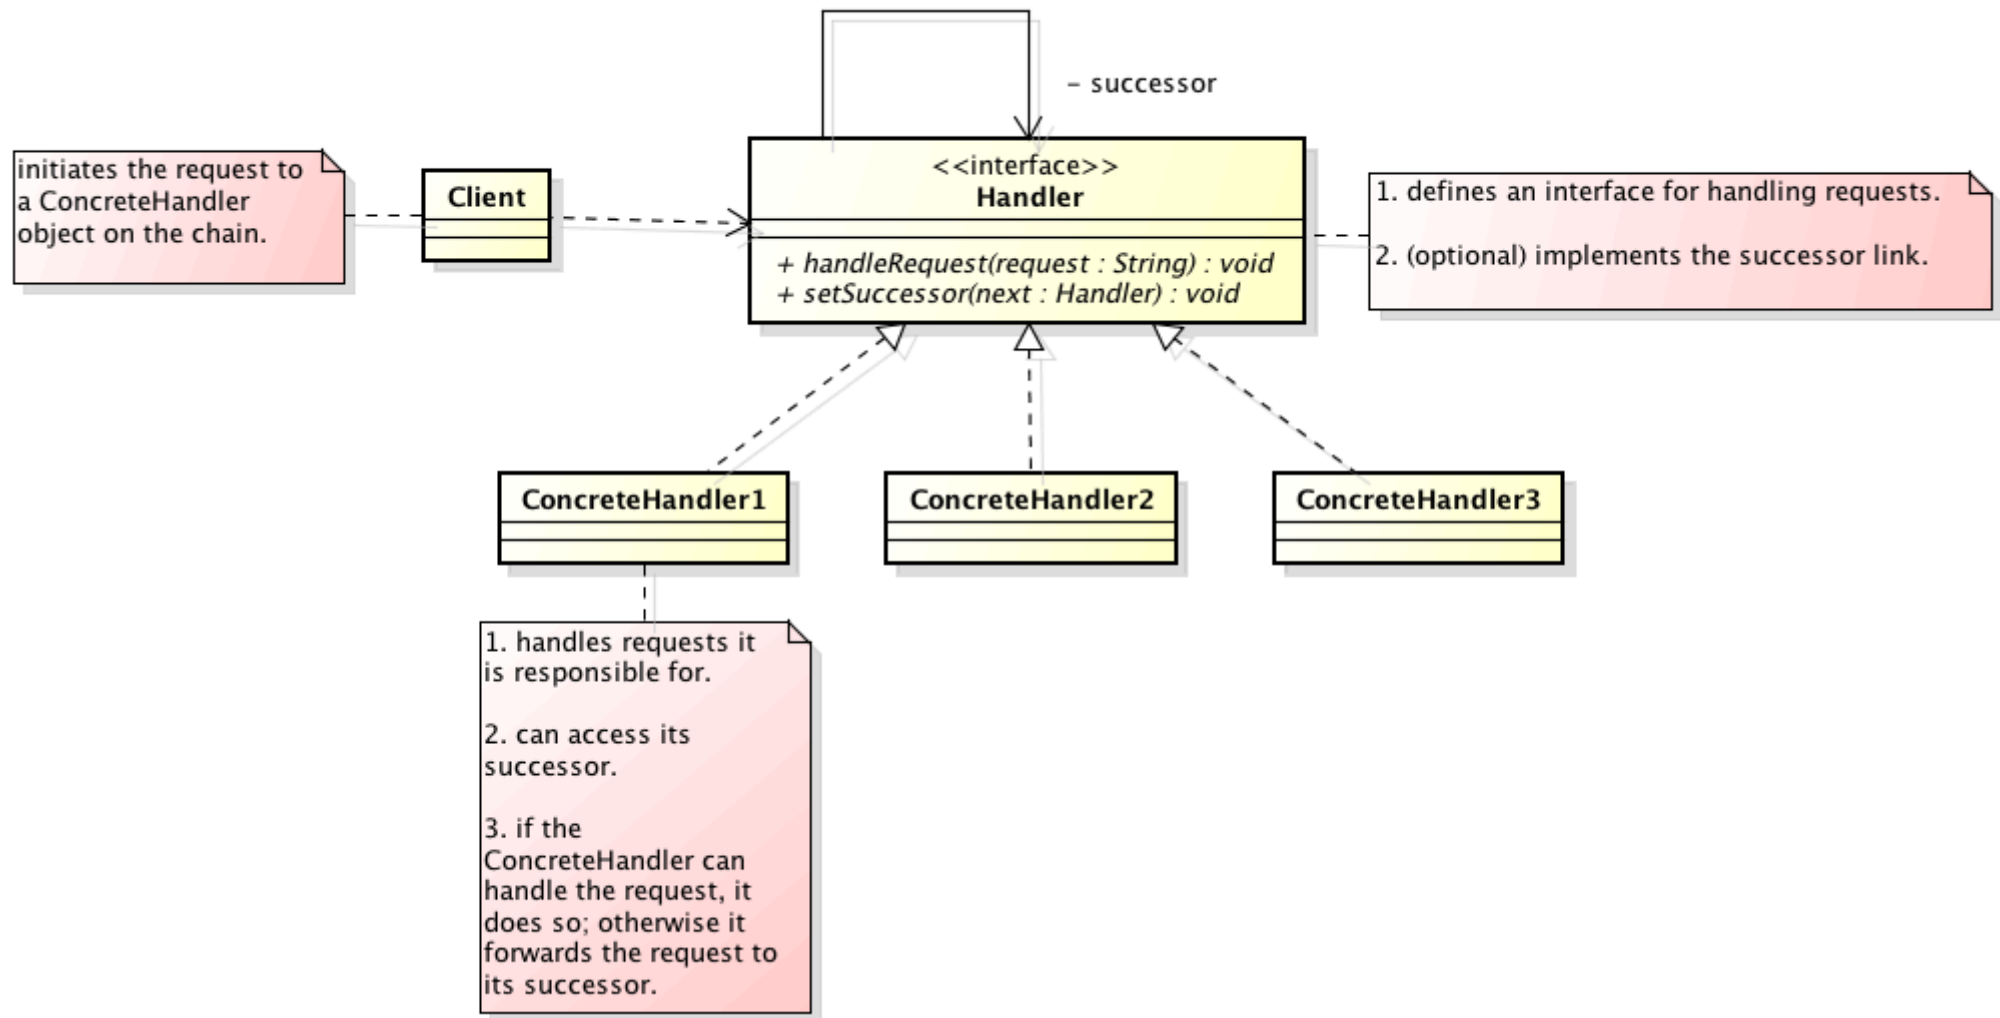 – successor
initiates the request to
a ConcreteHandler
object on the chain.
Client
<<interface>>
Handler
+ handleRequest(request : String) : void
+ setSuccessor(next : Handler) : void
1. defines an interface for handling requests.
2. (optional) implements the successor link.
ConcreteHandler1
ConcreteHandler2
ConcreteHandler3
1. handles requests it
is responsible for.
2. can access its
successor.
3. if the
ConcreteHandler can
handle the request, it
does so; otherwise it
forwards the request to
its successor.